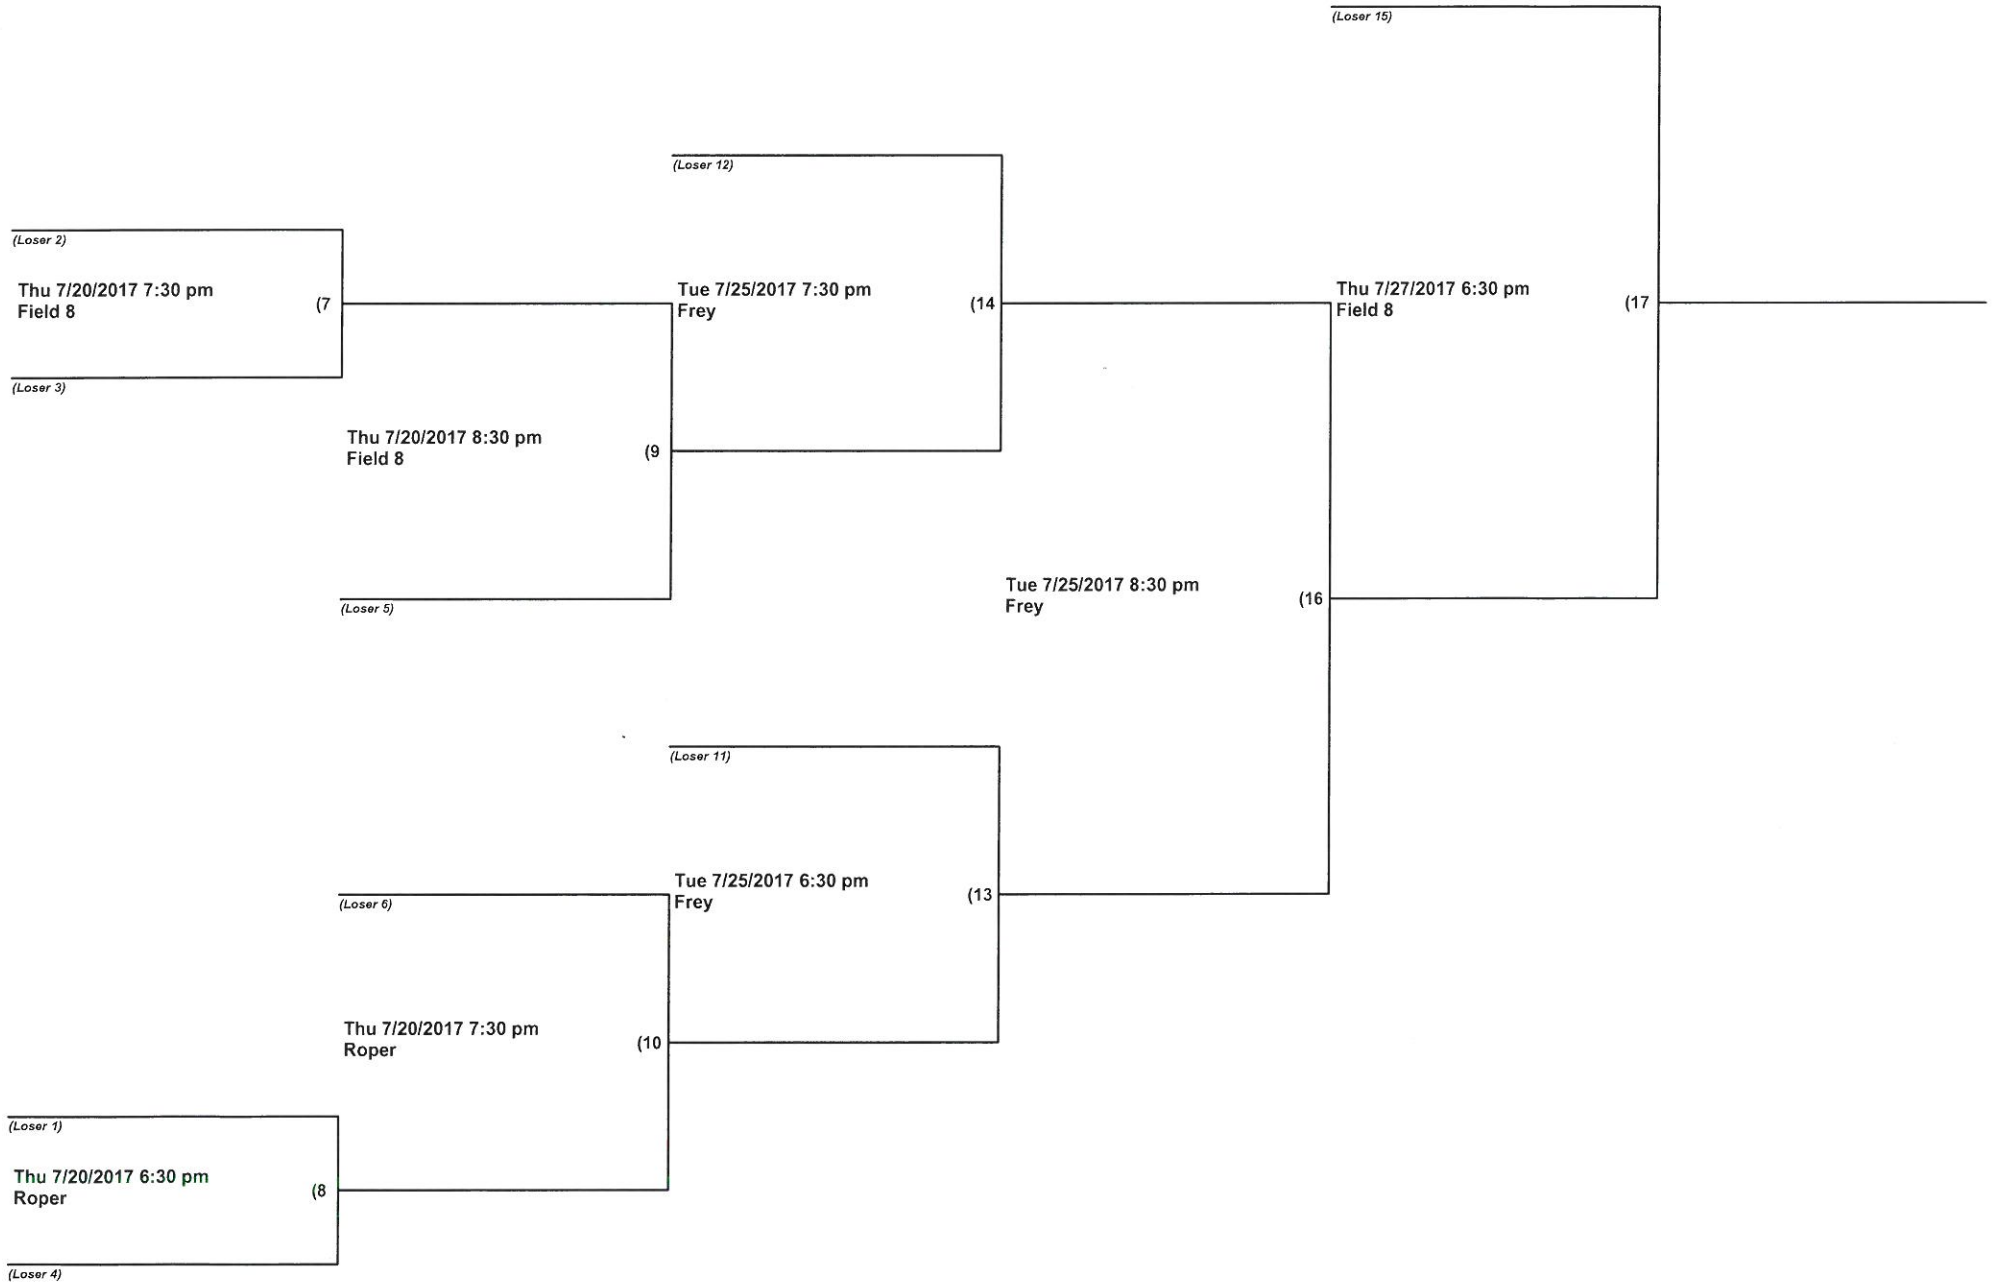 (Loser 15)
(Loser 12)
(Loser 2)
Thu 7/20/2017 7:30 pm
Field 8
(7
Tue 7/25/2017 7:30 pm
Frey
(14
Thu 7/27/2017 6:30 pm
Field 8
(17
(Loser 3)
Thu 7/20/2017 8:30 pm
Field 8
(9
(Loser 5)
Tue 7/25/2017 8:30 pm
Frey
(16
(Loser 11)
(Loser 6)
Tue 7/25/2017 6:30 pm
Frey
(13
Thu 7/20/2017 7:30 pm
Roper
(10
(Loser 1)
Thu 7/20/2017 6:30 pm
Roper
(8
(Loser 4)